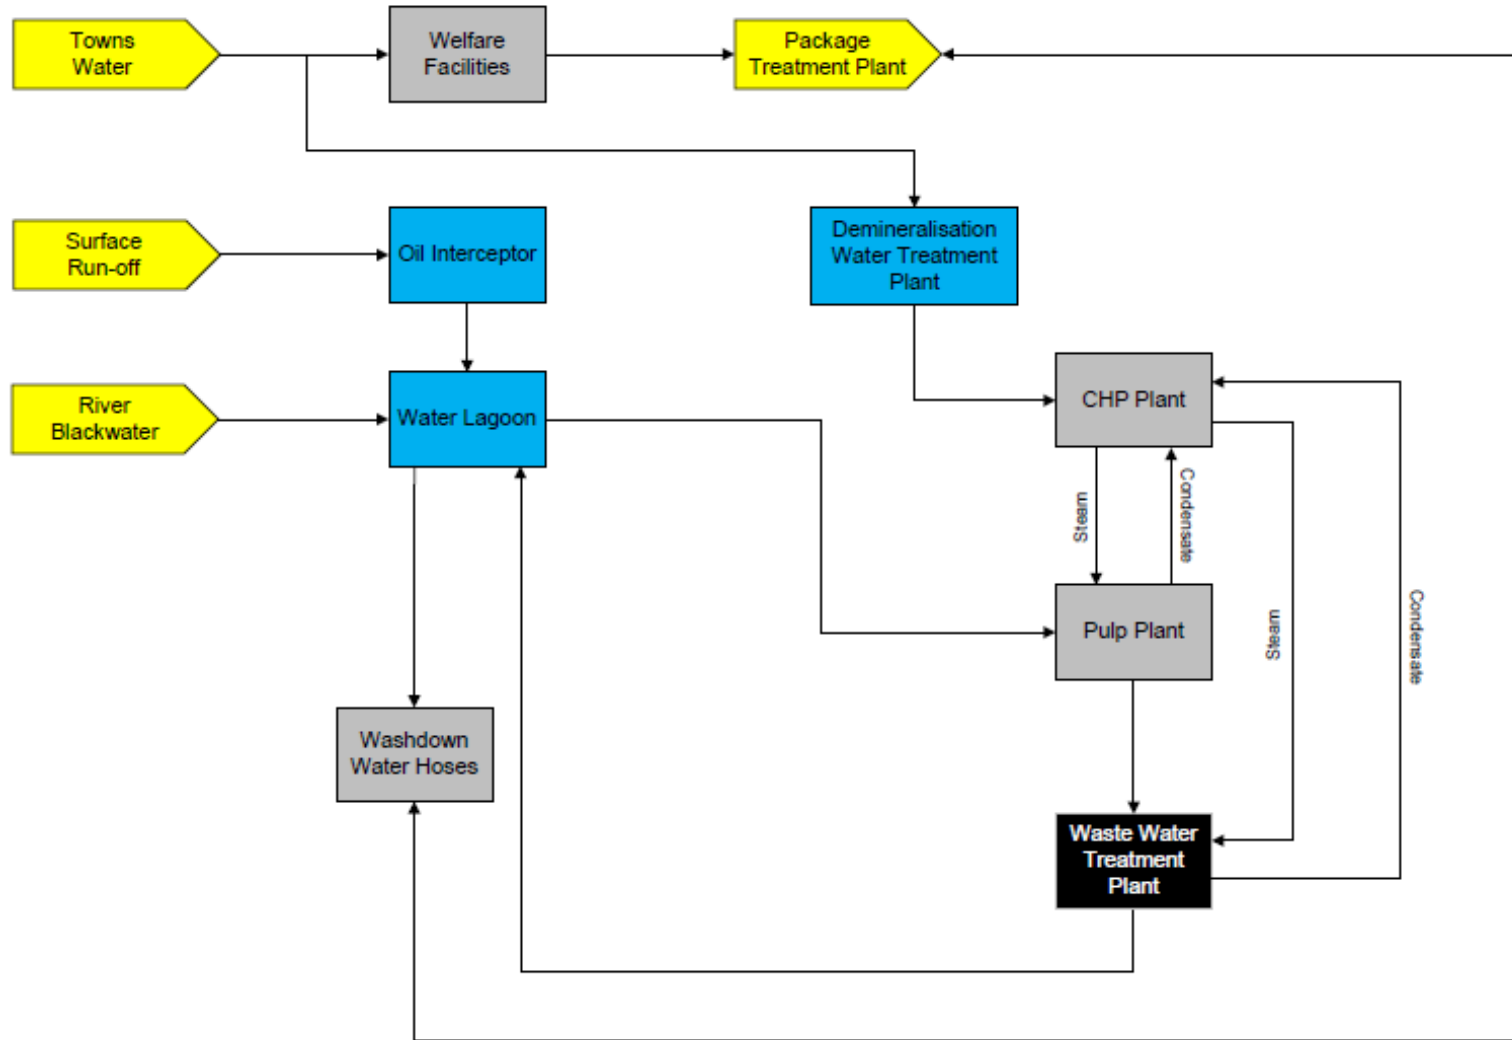 Towns
Water
Welfare
Facilities
Package
Treatment Plant
Surface
Run-off
Oil Interceptor
Demineralisation
Water Treatment
Plant
River
Blackwater
Water Lagoon
CHP Plant
Steam
Condensate
Pulp Plant
Steam
Condensate
Washdown
Water Hoses
Waste Water
Treatment
Plant